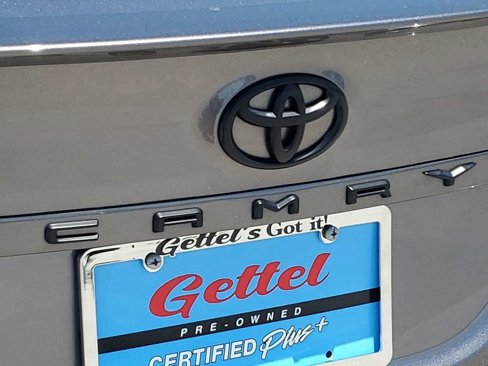 CAMRY
Gettel's Got it!
Gettel
PRE-OWNED
CERTIFIED Plus+